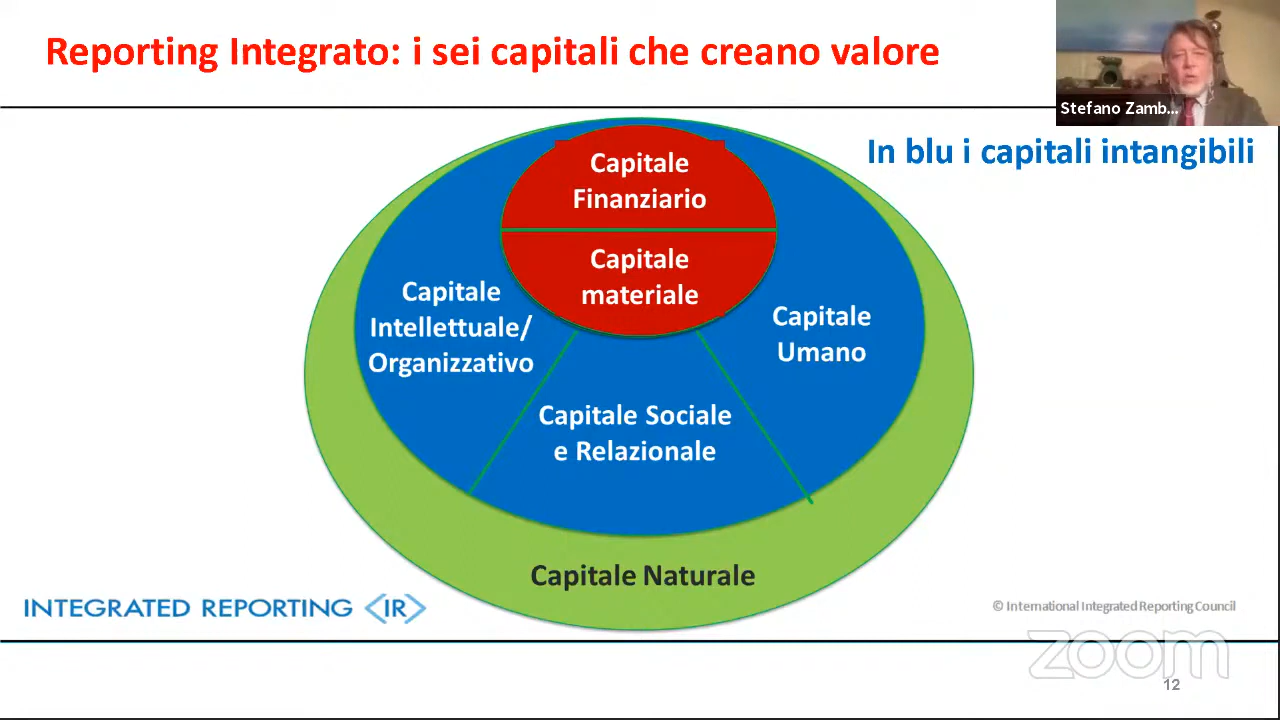 Reporting Integrato: i sei capitali che creano valore
Stefano Zamb...
In blu i capitali intangibili
Capitale
Finanziario
Capitale
materiale
Capitale
Intellettuale/
Organizzativo
Capitale
Umano
Capitale Sociale
e Relazionale
Capitale Naturale
INTEGRATED REPORTING <IR>
© International Integrated Reporting Council
zoom
12